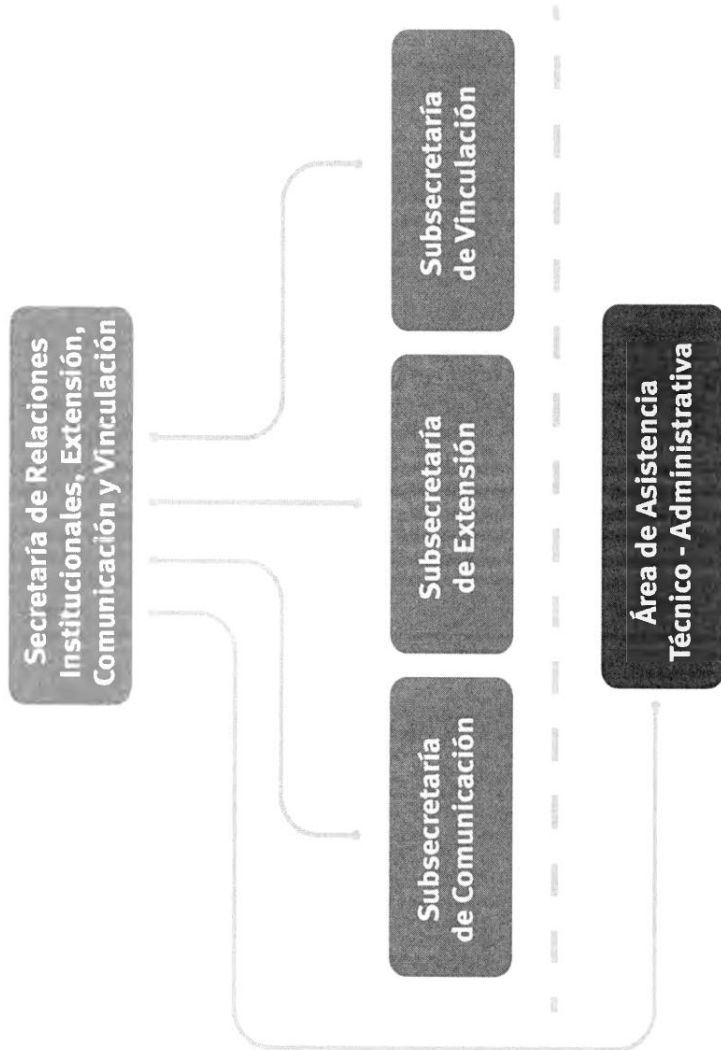 Secretaría de Relaciones
Institucionales, Extensión,
Comunicación y Vinculación
Subsecretaría
de Comunicación
Subsecretaría
de Extensión
Subsecretaría
de Vinculación
Área de Asistencia
Técnico - Administrativa